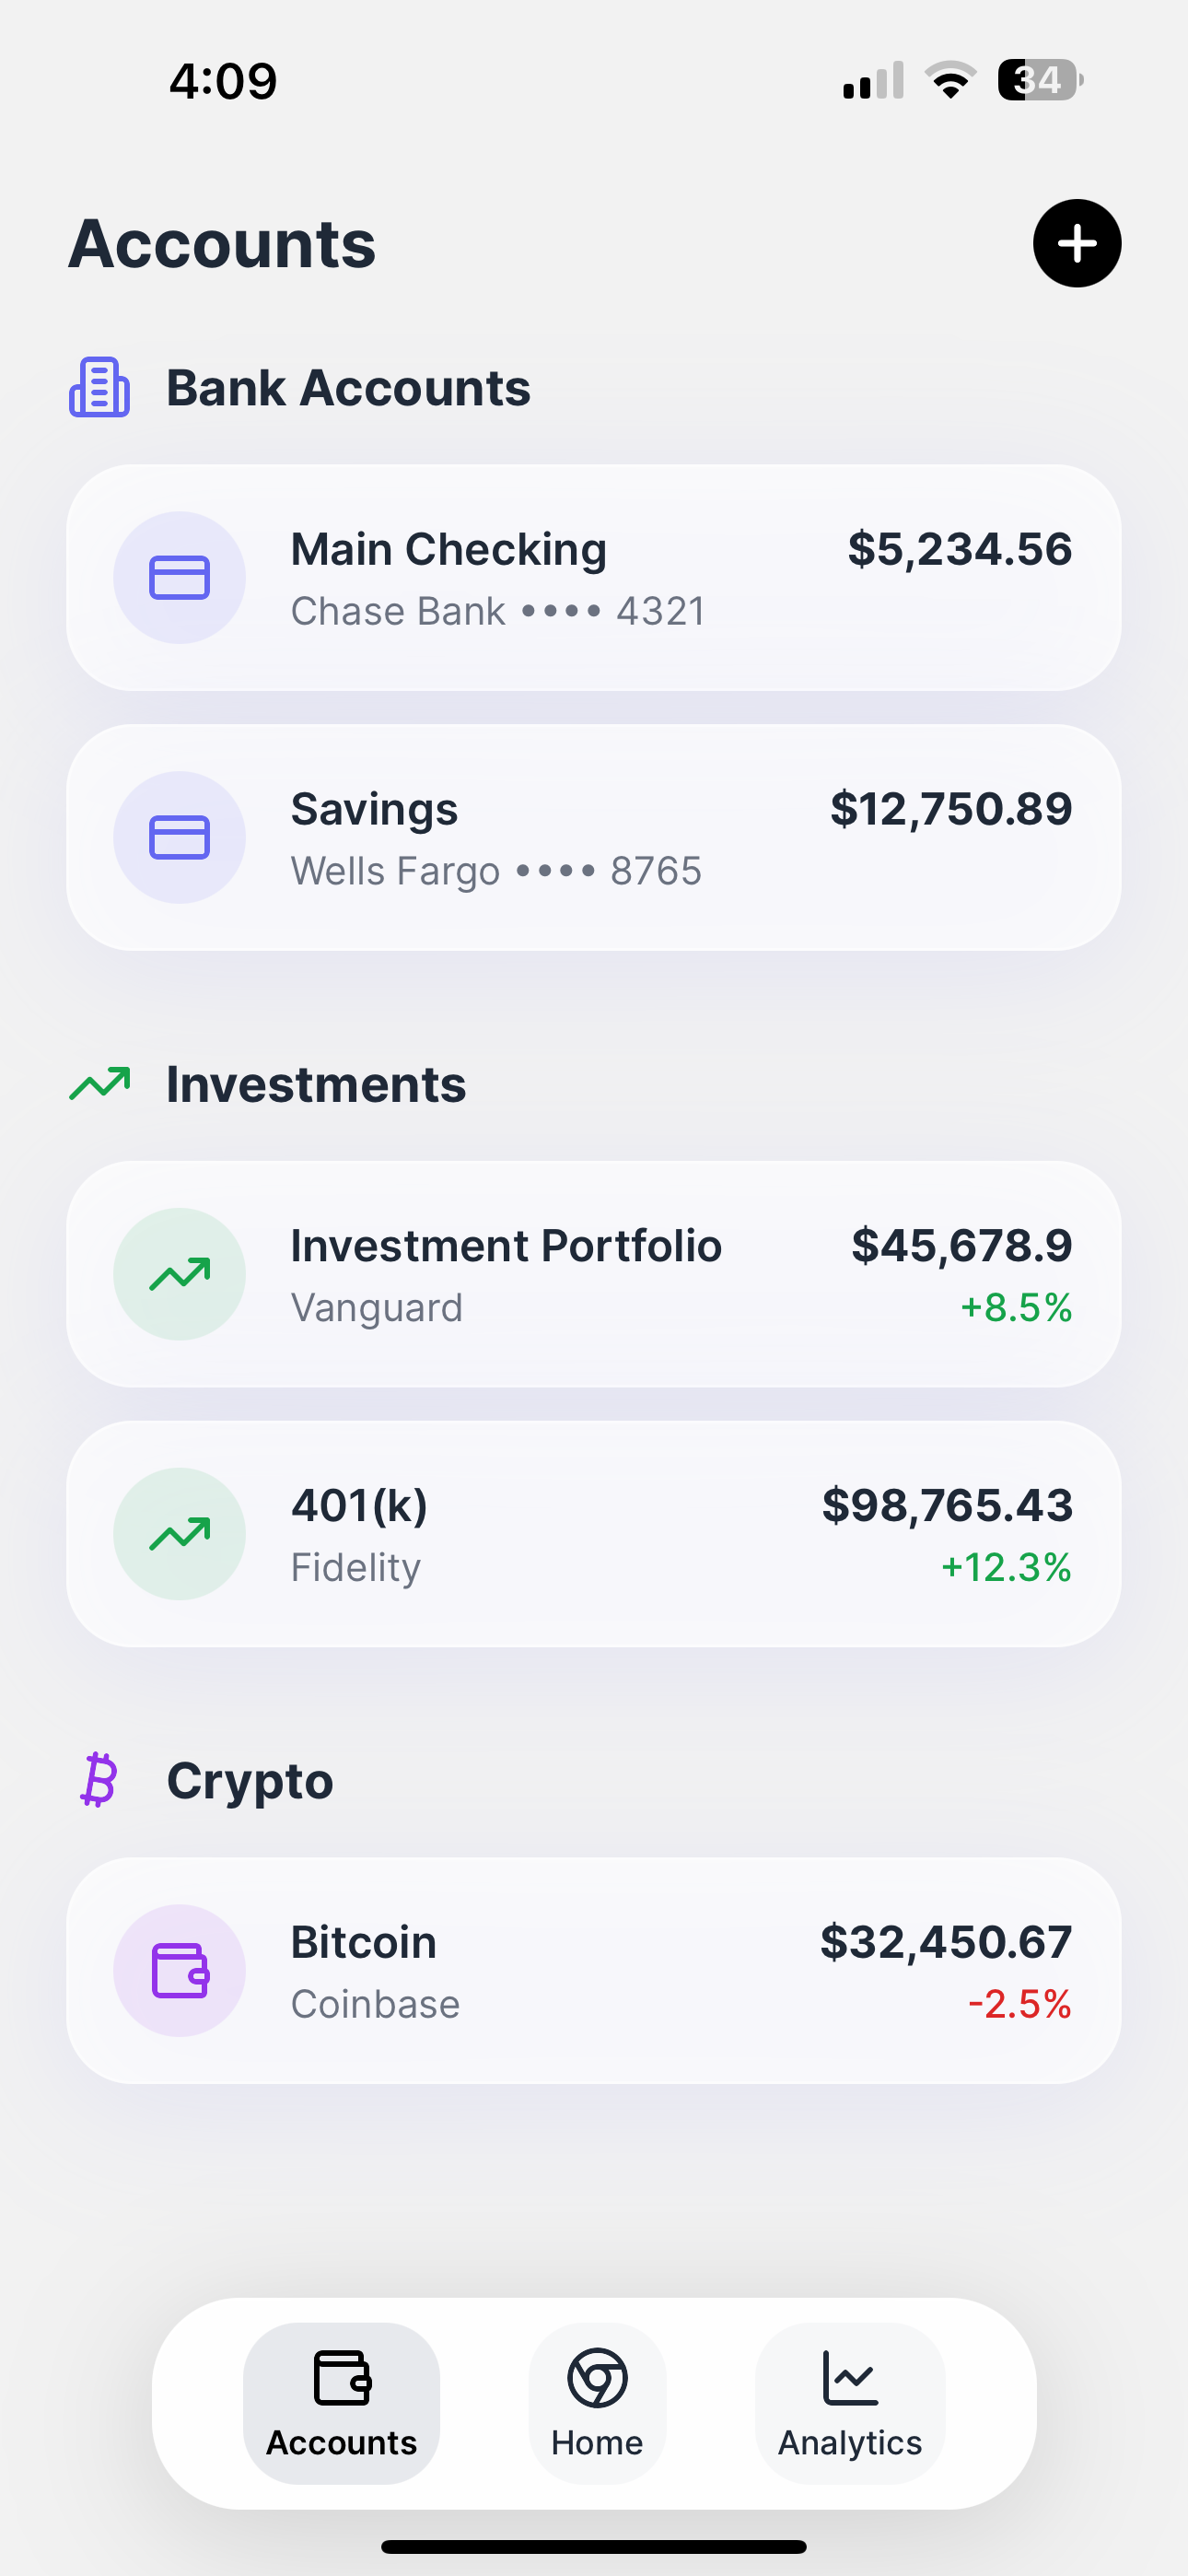 4:09
34
Accounts
Bank Accounts
Main Checking
$5,234.56
Chase Bank •••• 4321
Savings
$12,750.89
Wells Fargo •••• 8765
Investments
Investment Portfolio
$45,678.9
Vanguard
+8.5%
401(k)
$98,765.43
Fidelity
+12.3%
Crypto
Bitcoin
$32,450.67
Coinbase
-2.5%
Accounts
Home
Analytics